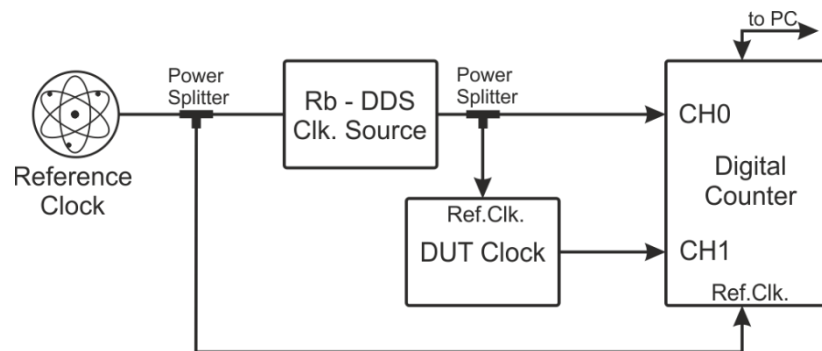 to PC
Power
Splitter
Power
Splitter
Rb - DDS
Clk. Source
CH0
Reference
Clock
Digital
Counter
Ref.Clk.
DUT Clock
CH1
Ref.Clk.